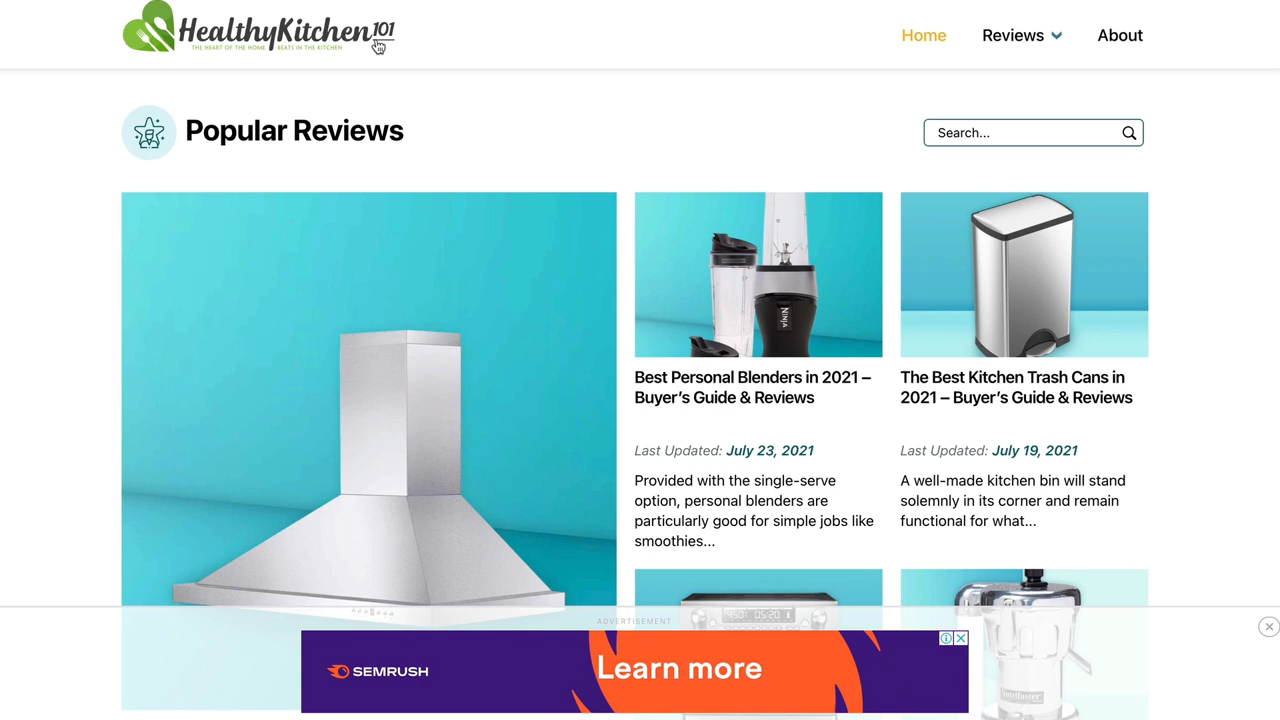 HealthyKitchen101
THE HEART OF THE HOME BEATS IN THE KITCHEN
Home
Reviews
About
Popular Reviews
Search...
NINJA
Best Personal Blenders in 2021 –
Buyer's Guide & Reviews
Last Updated: July 23, 2021
Provided with the single-serve
option, personal blenders are
particularly good for simple jobs like
smoothies...
The Best Kitchen Trash Cans in
2021 – Buyer's Guide & Reviews
Last Updated: July 19, 2021
A well-made kitchen bin will stand
solemnly in its corner and remain
functional for what...
450: 05:20
ADVERTISEMENT
SEMRUSH
Learn more